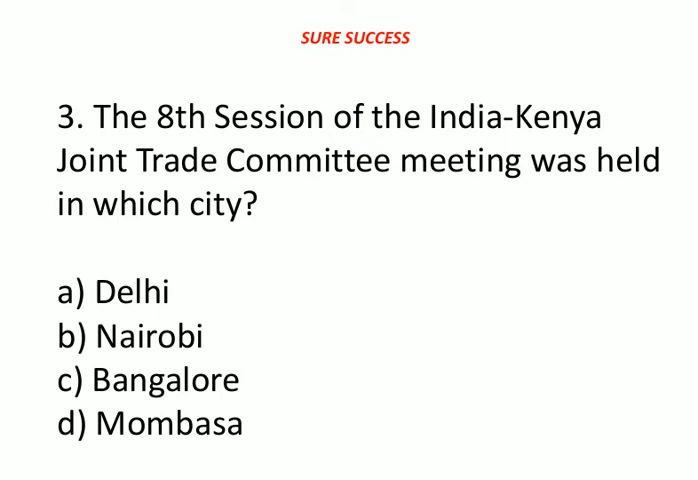 SURE SUCCESS
3. The 8th Session of the India-Kenya
Joint Trade Committee meeting was held
in which city?
a) Delhi
b) Nairobi
c) Bangalore
d) Mombasa